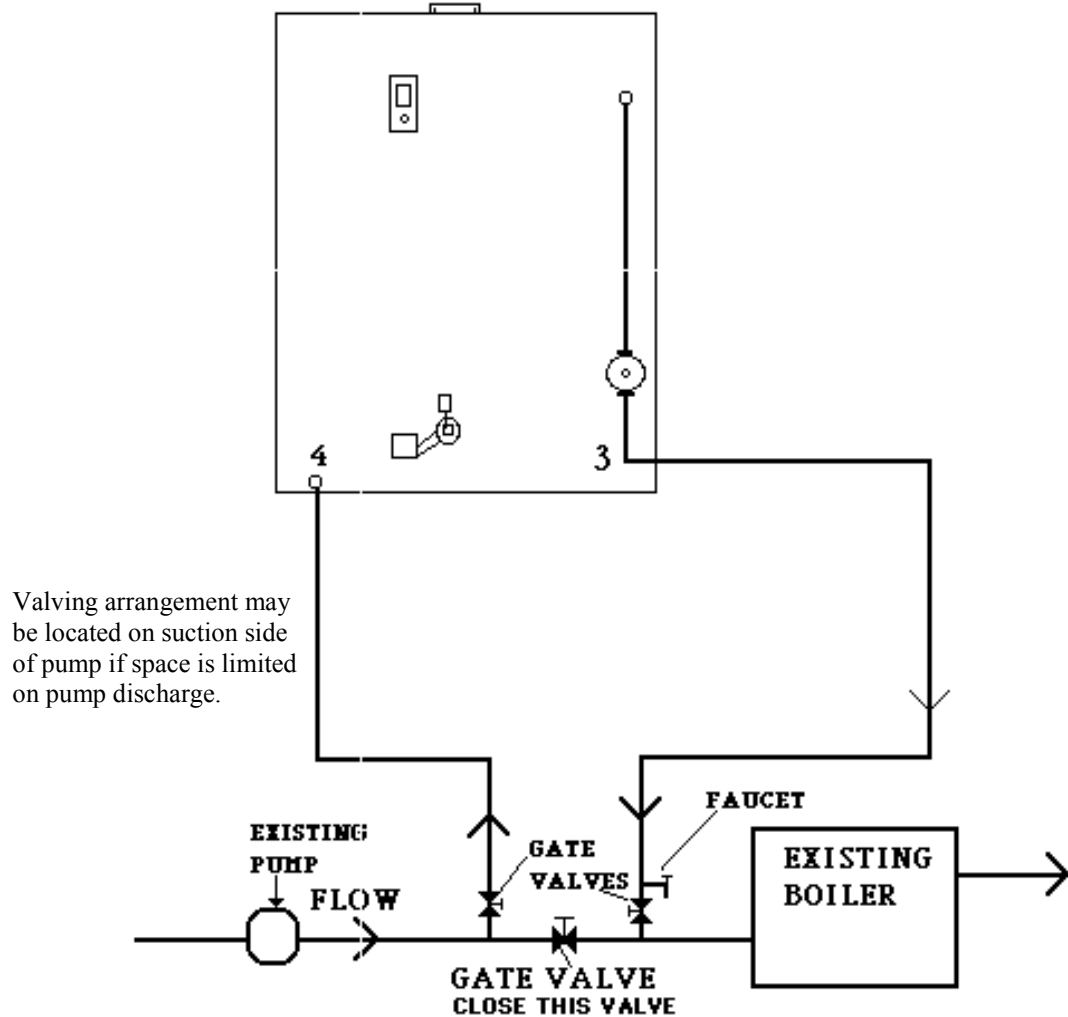 4
3
Valving arrangement may
be located on suction side
of pump if space is limited
on pump discharge.
FAUCET
EXISTING
PUMP
FLOW
GATE
VALVES
EXISTING
BOILER
GATE VALVE
CLOSE THIS VALVE